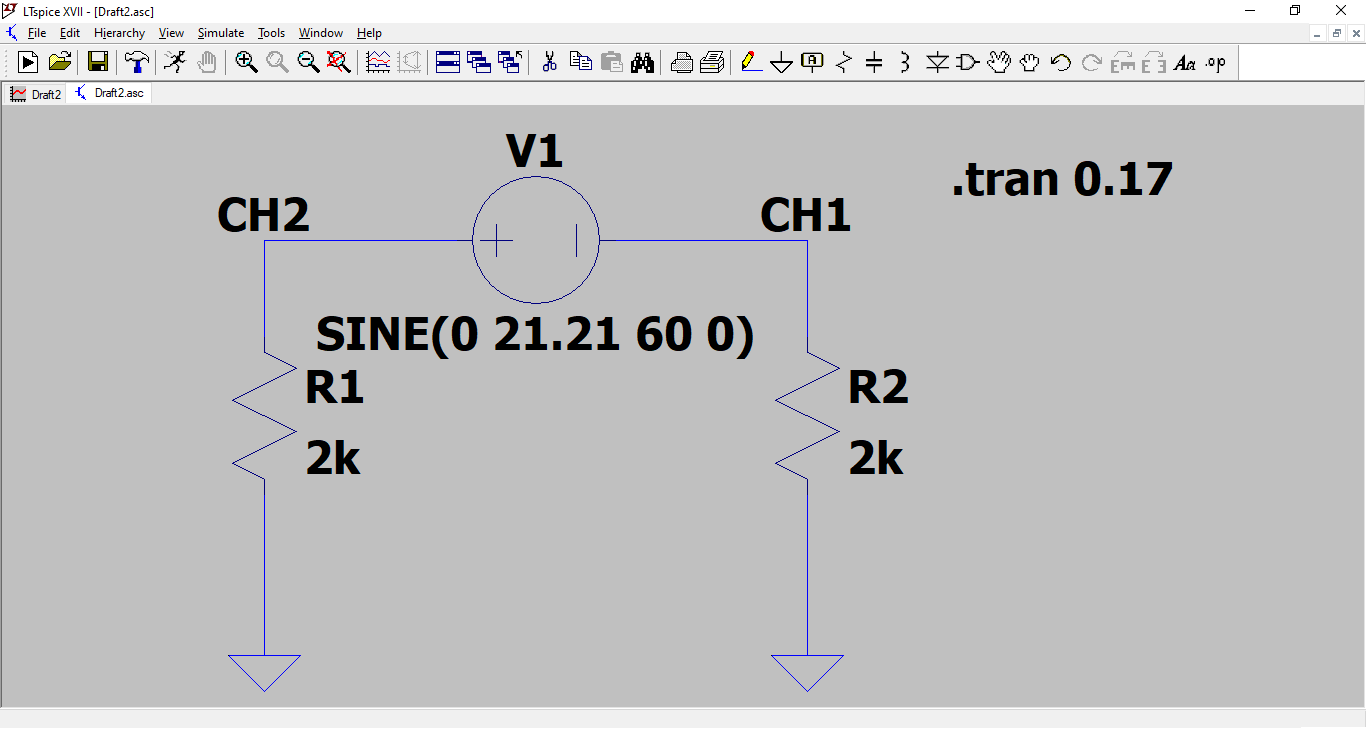 LTspice XVII - [Draft2.asc]
File Edit Hierarchy View Simulate Tools Window Help
Aa .op
Draft2 Draft2.asc
V1
.tran 0.17
CH2 CH1
SINE(0 21.21 60 0)
R1 R2
2k 2k